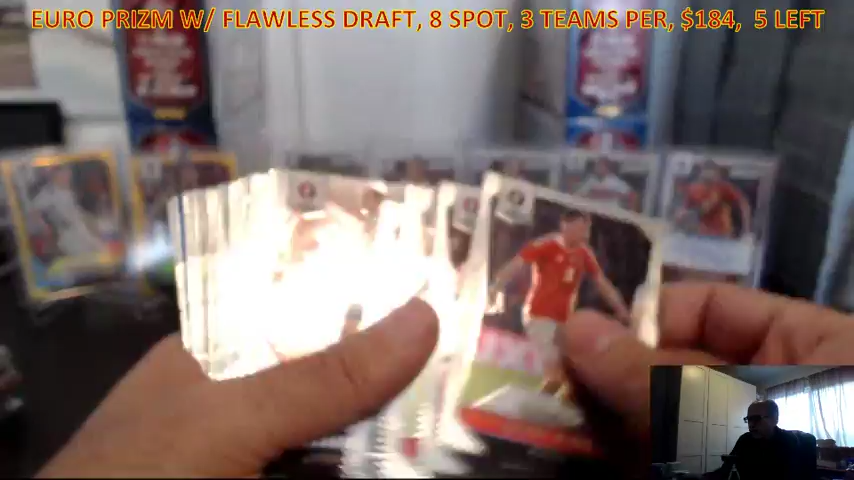 EURO PRIZM W/ FLAWLESS DRAFT, 8 SPOT, 3 TEAMS PER, $184,  5 LEFT